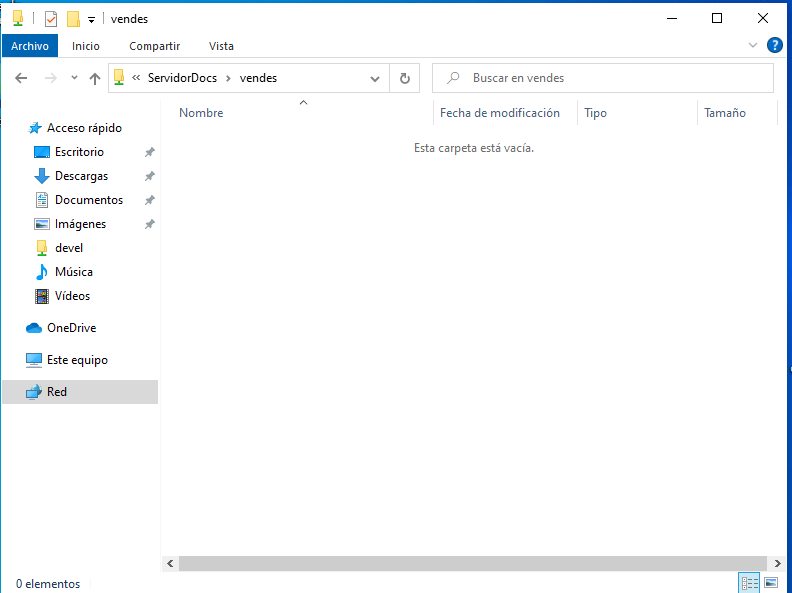 vendes
Archivo Inicio Compartir Vista ?
« ServidorDocs > vendes Buscar en vendes
Nombre Fecha de modificación Tipo Tamaño
Esta carpeta está vacía.
Acceso rápido
Escritorio
Descargas
Documentos
Imágenes
devel
Música
Vídeos
OneDrive
Este equipo
Red
0 elementos